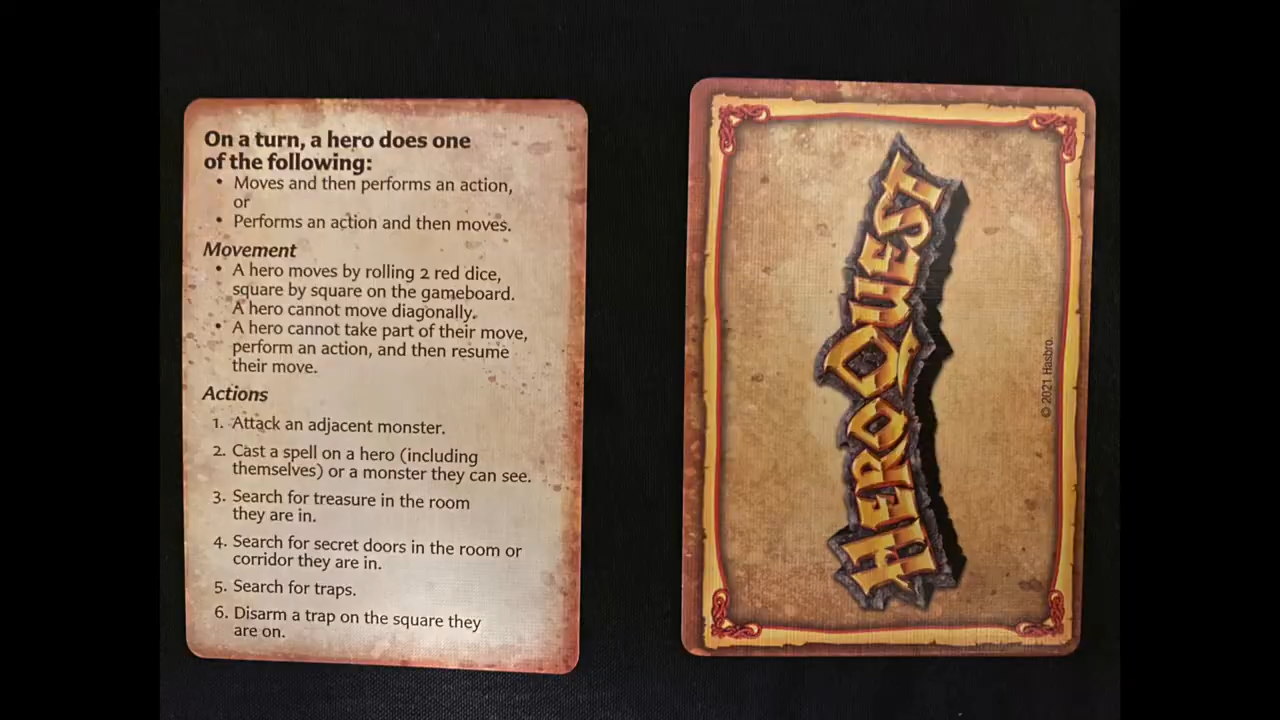 On a turn, a hero does one
of the following:
• Moves and then performs an action,
or
• Performs an action and then moves.
Movement
• A hero moves by rolling 2 red dice,
square by square on the gameboard.
A hero cannot move diagonally.
• A hero cannot take part of their move,
perform an action, and then resume
their move.
Actions
1. Attack an adjacent monster.
2. Cast a spell on a hero (including
themselves) or a monster they can see.
3. Search for treasure in the room
they are in.
4. Search for secret doors in the room or
corridor they are in.
5. Search for traps.
6. Disarm a trap on the square they
are on.
HEROQUEST
© 2021 Hasbro.